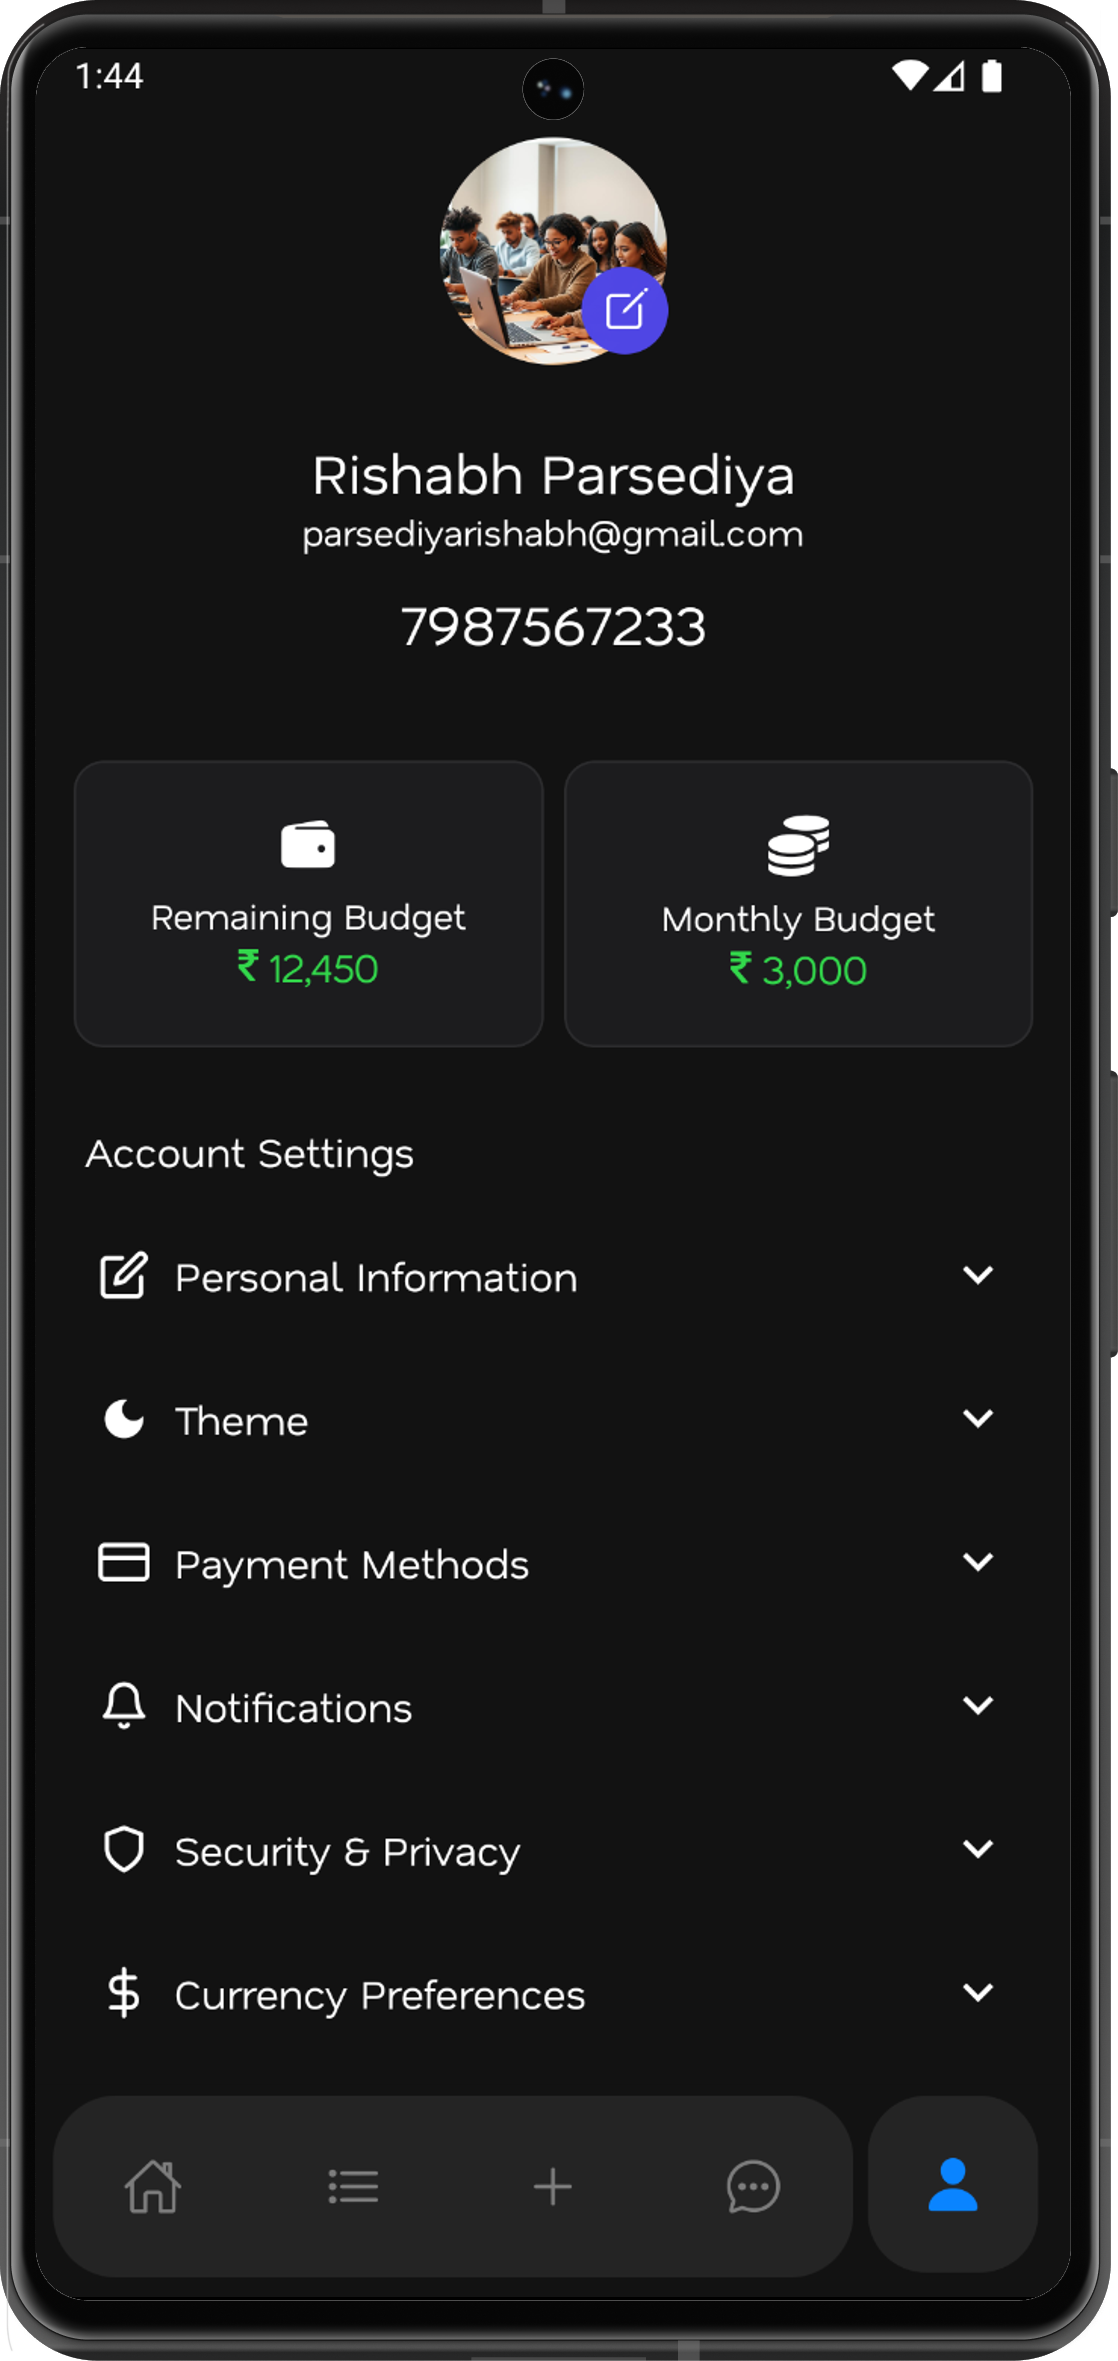 1:44
Rishabh Parsediya
parsediyarishabh@gmail.com
7987567233
Remaining Budget
₹ 12,450
Monthly Budget
₹ 3,000
Account Settings
Personal Information
Theme
Payment Methods
Notifications
Security & Privacy
Currency Preferences